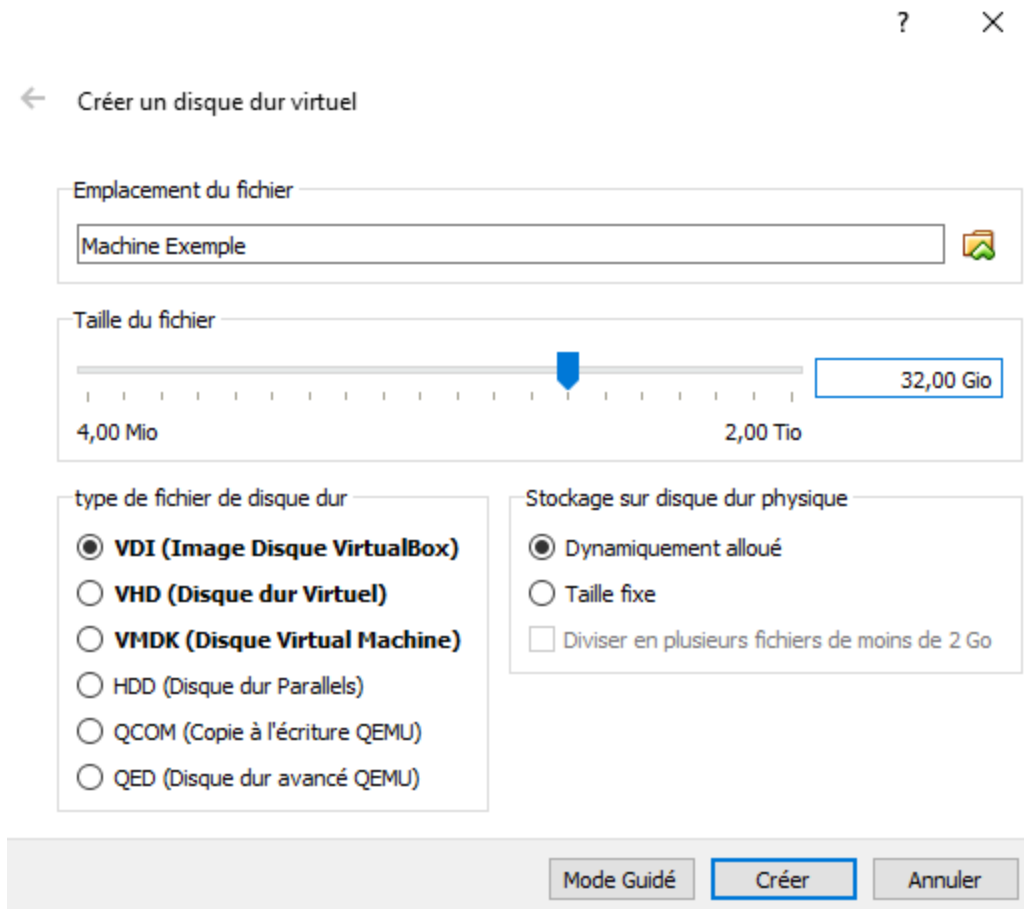 ?
Créer un disque dur virtuel
Emplacement du fichier
Machine Exemple
Taille du fichier
32,00 Gio
4,00 Mio 2,00 Tio
type de fichier de disque dur
VDI (Image Disque VirtualBox)
VHD (Disque dur Virtuel)
VMDK (Disque Virtual Machine)
HDD (Disque dur Parallels)
QCOM (Copie à l'écriture QEMU)
QED (Disque dur avancé QEMU)
Stockage sur disque dur physique
Dynamiquement alloué
Taille fixe
Diviser en plusieurs fichiers de moins de 2 Go
Mode Guidé Créer Annuler